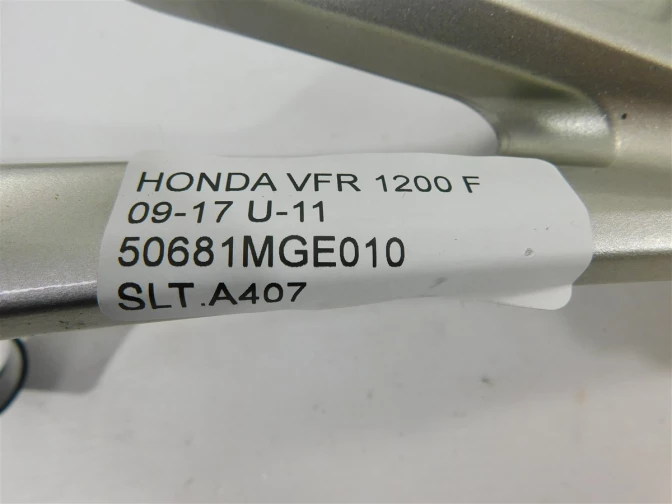 HONDA VFR 1200 F
09-17 U-11
50681MGE010
SLT.A407